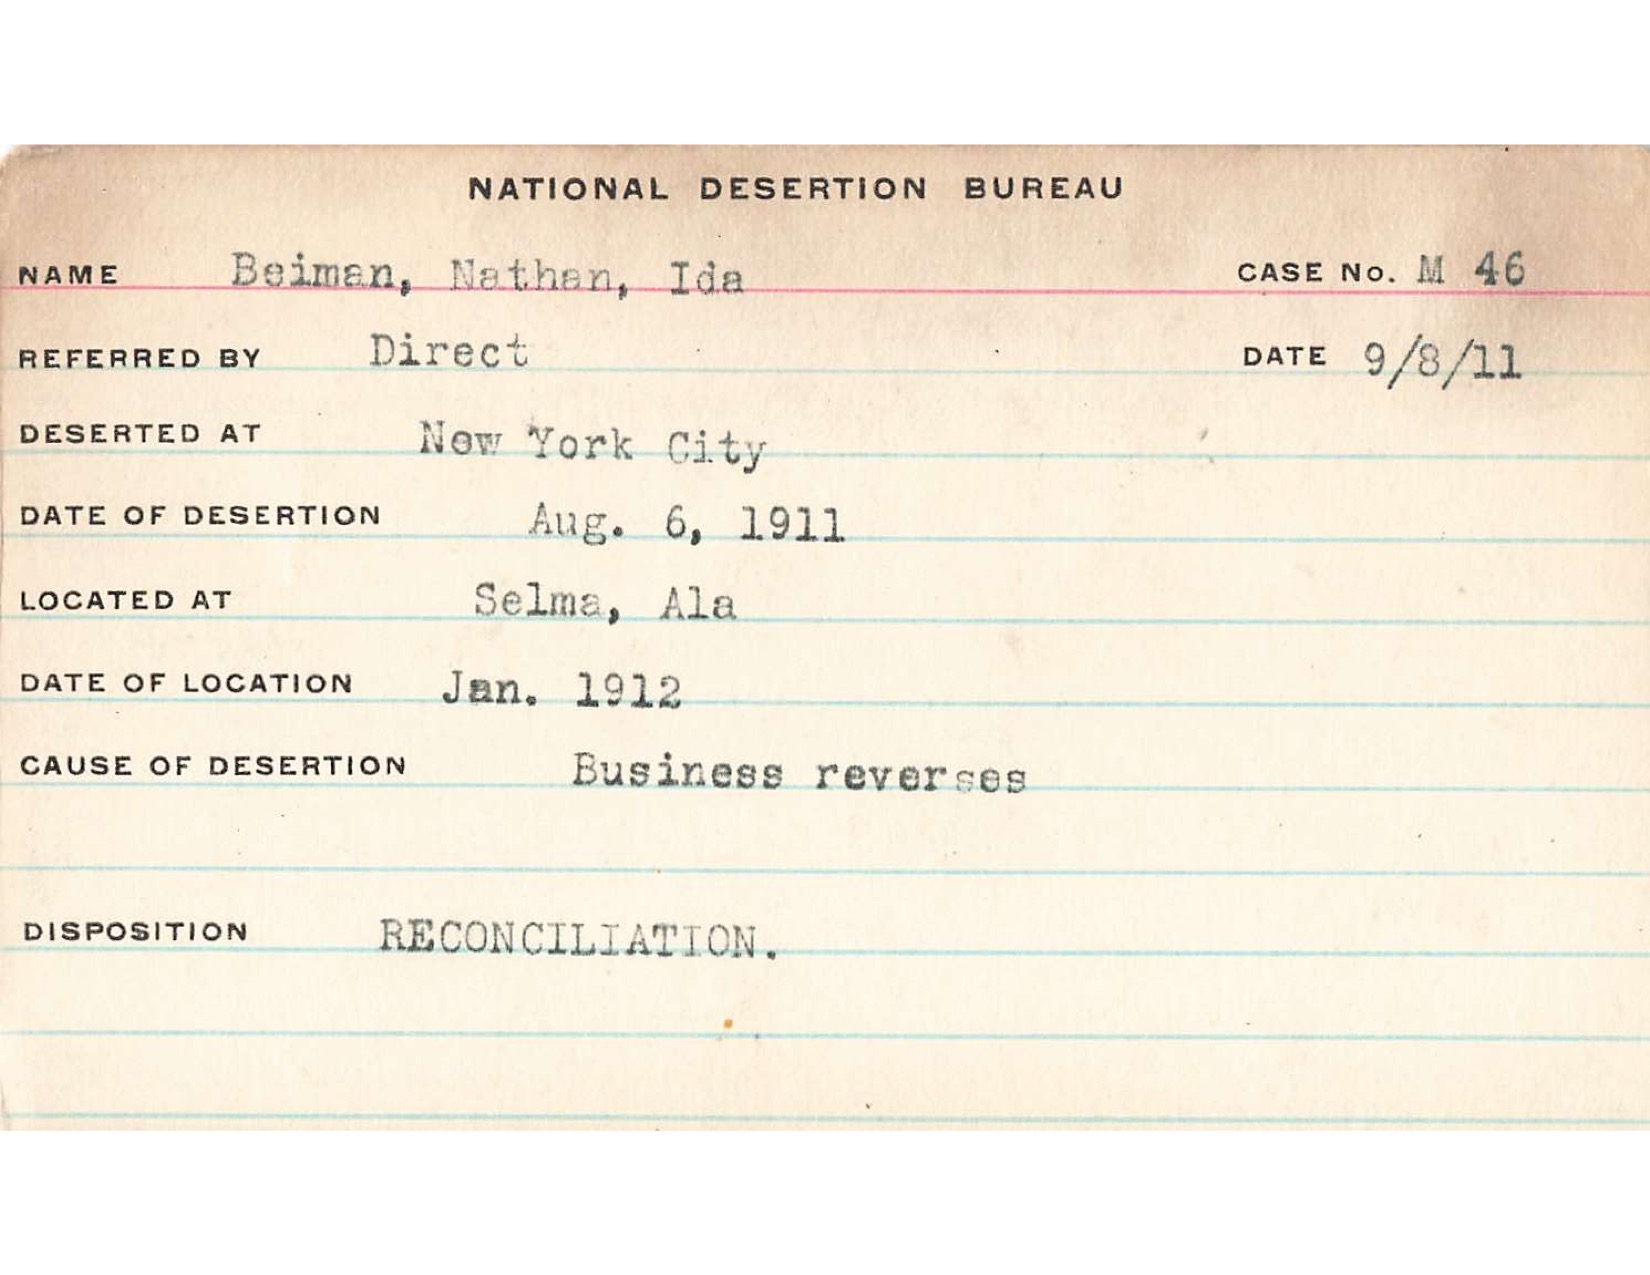 NATIONAL DESERTION BUREAU
NAME Beiman, Nathan, Ida CASE No. M 46
REFERRED BY Direct DATE 9/8/11
DESERTED AT New York City
DATE OF DESERTION Aug. 6, 1911
LOCATED AT Selma, Ala
DATE OF LOCATION Jan. 1912
CAUSE OF DESERTION Business reverses
DISPOSITION RECONCILIATION.